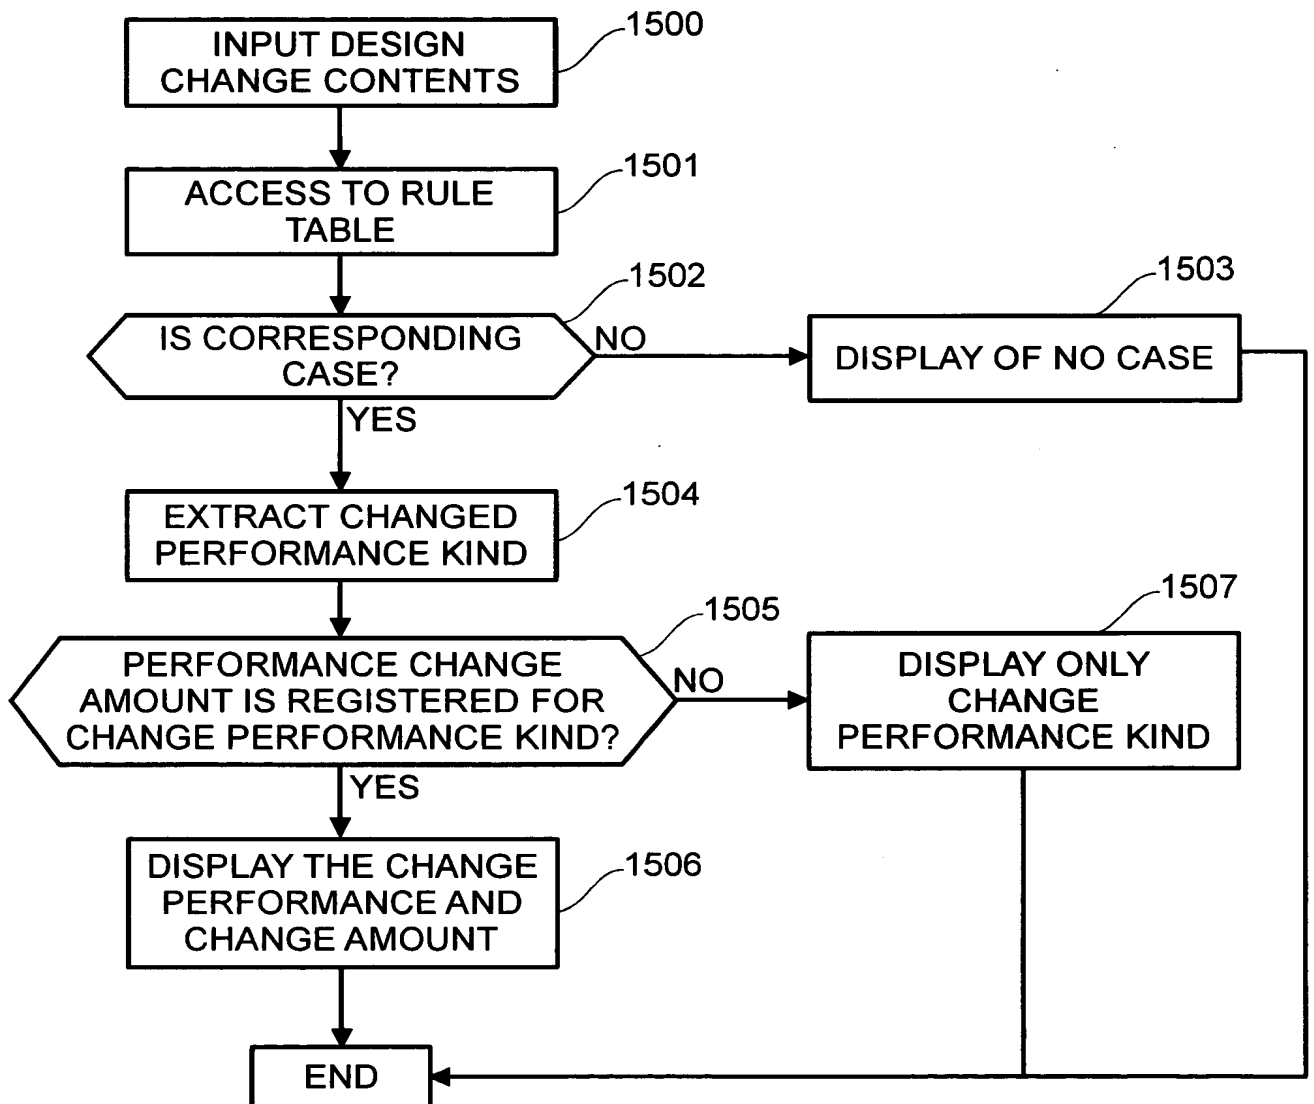 INPUT DESIGN
CHANGE CONTENTS
1500
ACCESS TO RULE
TABLE
1501
IS CORRESPONDING
CASE?
1502
NO
YES
DISPLAY OF NO CASE
1503
EXTRACT CHANGED
PERFORMANCE KIND
1504
PERFORMANCE CHANGE
AMOUNT IS REGISTERED FOR
CHANGE PERFORMANCE KIND?
1505
NO
YES
DISPLAY ONLY
CHANGE
PERFORMANCE KIND
1507
DISPLAY THE CHANGE
PERFORMANCE AND
CHANGE AMOUNT
1506
END